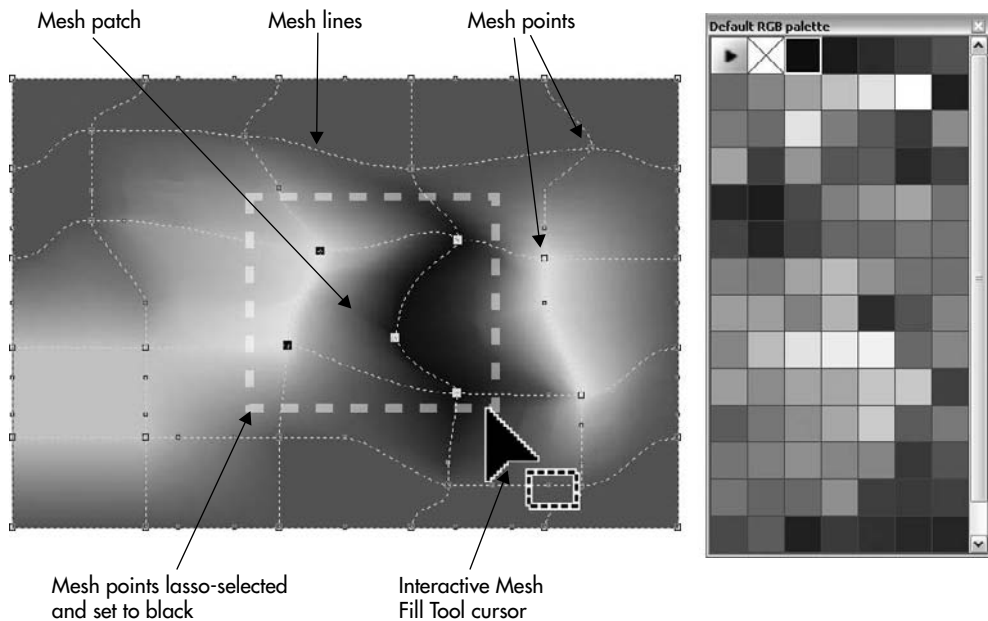 Mesh patch
Mesh lines
Mesh points
Default RGB palette
Mesh points lasso-selected
and set to black
Interactive Mesh
Fill Tool cursor